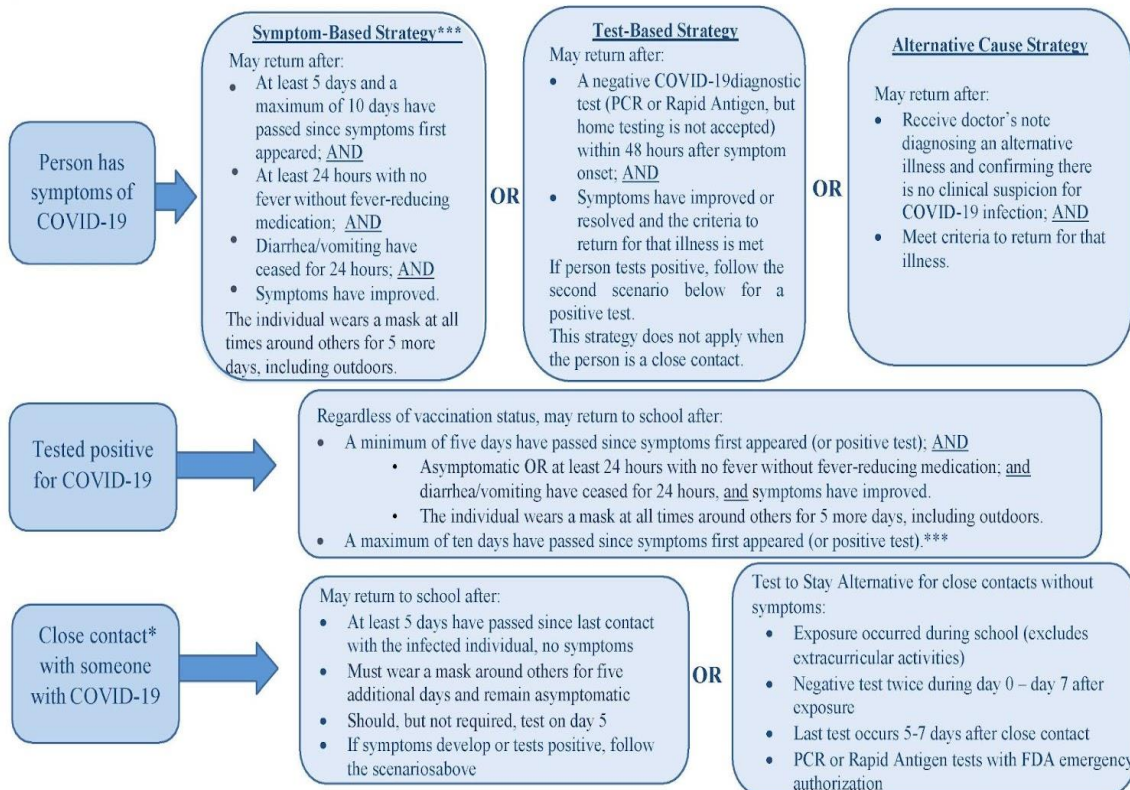 Person has
symptoms of
COVID-19
Symptom-Based Strategy***
May return after:
• At least 5 days and a
maximum of 10 days have
passed since symptoms first
appeared; AND
• At least 24 hours with no
fever without fever-reducing
medication; AND
• Diarrhea/vomiting have
ceased for 24 hours; AND
• Symptoms have improved.
The individual wears a mask at all
times around others for 5 more
days, including outdoors.
OR
Test-Based Strategy
May return after:
• A negative COVID-19diagnostic
test (PCR or Rapid Antigen, but
home testing is not accepted)
within 48 hours after symptom
onset; AND
• Symptoms have improved or
resolved and the criteria to
return for that illness is met
If person tests positive, follow the
second scenario below for a
positive test.
This strategy does not apply when
the person is a close contact.
OR
Alternative Cause Strategy
May return after:
• Receive doctor's note
diagnosing an alternative
illness and confirming there
is no clinical suspicion for
COVID-19 infection; AND
• Meet criteria to return for that
illness.
Tested positive
for COVID-19
Regardless of vaccination status, may return to school after:
• A minimum of five days have passed since symptoms first appeared (or positive test); AND
• Asymptomatic OR at least 24 hours with no fever without fever-reducing medication; and
diarrhea/vomiting have ceased for 24 hours, and symptoms have improved.
• The individual wears a mask at all times around others for 5 more days, including outdoors.
• A maximum of ten days have passed since symptoms first appeared (or positive test).***
Close contact*
with someone
with COVID-19
May return to school after:
• At least 5 days have passed since last contact
with the infected individual, no symptoms
• Must wear a mask around others for five
additional days and remain asymptomatic
• Should, but not required, test on day 5
• If symptoms develop or tests positive, follow
the scenariosabove
OR
Test to Stay Alternative for close contacts without
symptoms:
• Exposure occurred during school (excludes
extracurricular activities)
• Negative test twice during day 0 – day 7 after
exposure
• Last test occurs 5-7 days after close contact
• PCR or Rapid Antigen tests with FDA emergency
authorization